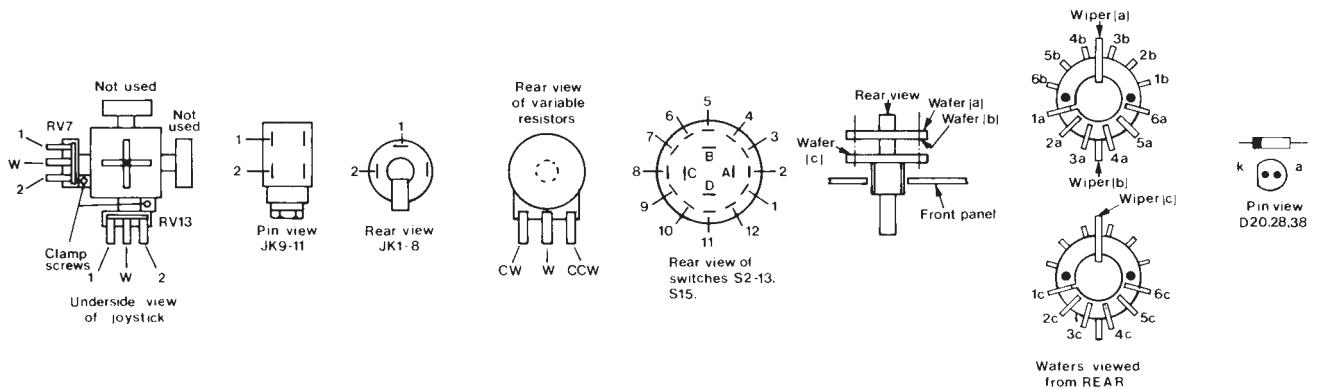 Not used
Not used
RV7
1
W
2
RV13
Clamp
screws
1
W
2
Underside view
of joystick
1
2
Pin view
JK9-11
1
2
Rear view
JK1-8
Rear view
of variable
resistors
CW
W
CCW
5
6
4
7
3
8
2
9
1
10
12
11
B
C
A
D
Rear view of
switches S2-13.
S15.
Rear view
Wafer(a)
Wafer(b)
Wafer
(c)
Front panel
Wiper(a)
4b
3b
5b
2b
6b
1b
1a
6a
2a
5a
3a
4a
Wiper(b)
Wiper(c)
1c
6c
2c
5c
3c
4c
Wafers viewed
from REAR
k
a
Pin view
D20,28,38